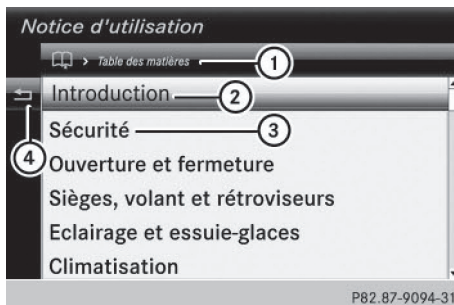 Notice d'utilisation
> Table des matières 1
Introduction 2
Sécurité 3
4
Ouverture et fermeture
Sièges, volant et rétroviseurs
Eclairage et essuie-glaces
Climatisation
P82.87-9094-31